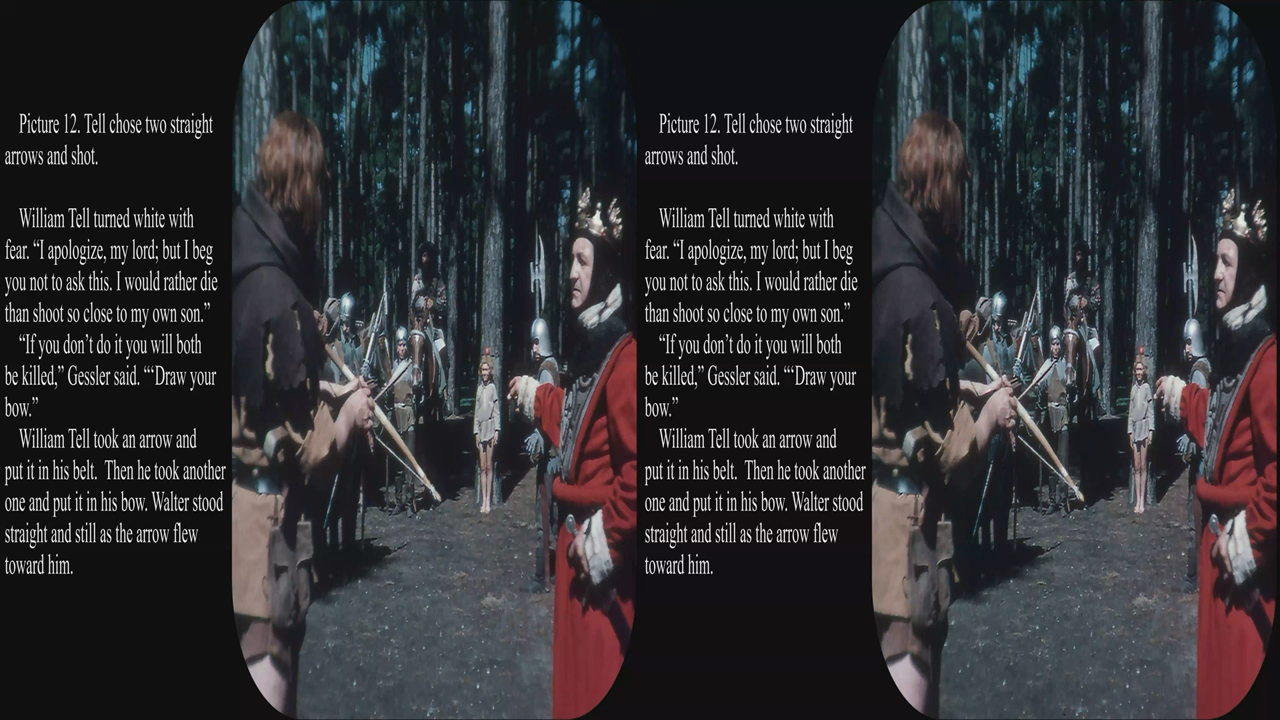 Picture 12. Tell chose two straight
arrows and shot.
William Tell turned white with
fear. “I apologize, my lord; but I beg
you not to ask this. I would rather die
than shoot so close to my own son.”
“If you don’t do it you will both
be killed,” Gessler said. “‘Draw your
bow.”
William Tell took an arrow and
put it in his belt.  Then he took another
one and put it in his bow. Walter stood
straight and still as the arrow flew
toward him.
Picture 12. Tell chose two straight
arrows and shot.
William Tell turned white with
fear. “I apologize, my lord; but I beg
you not to ask this. I would rather die
than shoot so close to my own son.”
“If you don’t do it you will both
be killed,” Gessler said. “‘Draw your
bow.”
William Tell took an arrow and
put it in his belt.  Then he took another
one and put it in his bow. Walter stood
straight and still as the arrow flew
toward him.